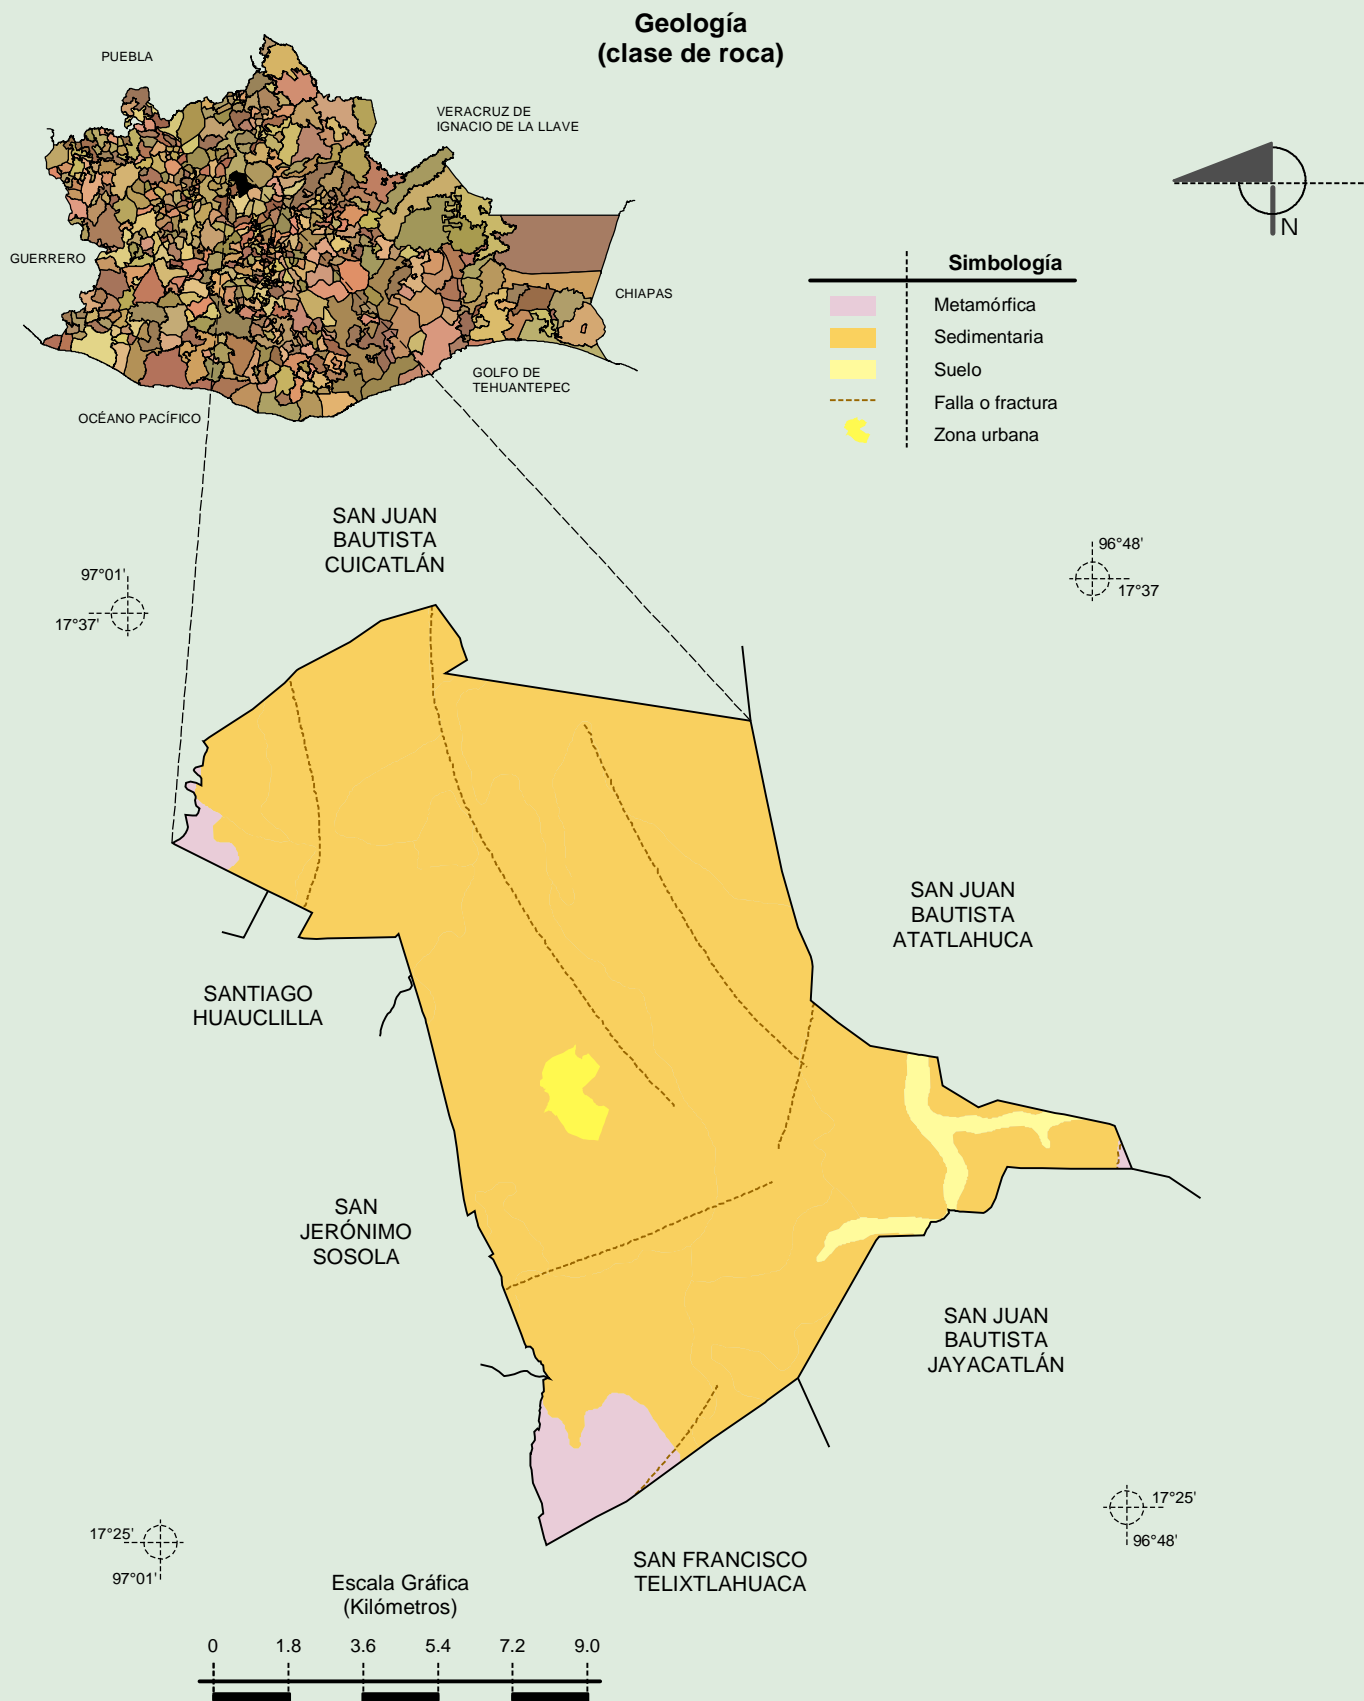 Geología
(clase de roca)
PUEBLA
VERACRUZ DE
IGNACIO DE LA LLAVE
GUERRERO
CHIAPAS
GOLFO DE
TEHUANTEPEC
OCÉANO PACÍFICO
N
Simbología
Metamórfica
Sedimentaria
Suelo
Falla o fractura
Zona urbana
SAN JUAN
BAUTISTA
CUICATLÁN
97°01'
17°37'
96°48'
17°37
SAN JUAN
BAUTISTA
ATATLAHUCA
SANTIAGO
HUAUCLILLA
SAN
JERÓNIMO
SOSOLA
SAN JUAN
BAUTISTA
JAYACATLÁN
17°25'
97°01'
17°25'
96°48'
SAN FRANCISCO
TELIXTLAHUACA
Escala Gráfica
(Kilómetros)
0 1.8 3.6 5.4 7.2 9.0